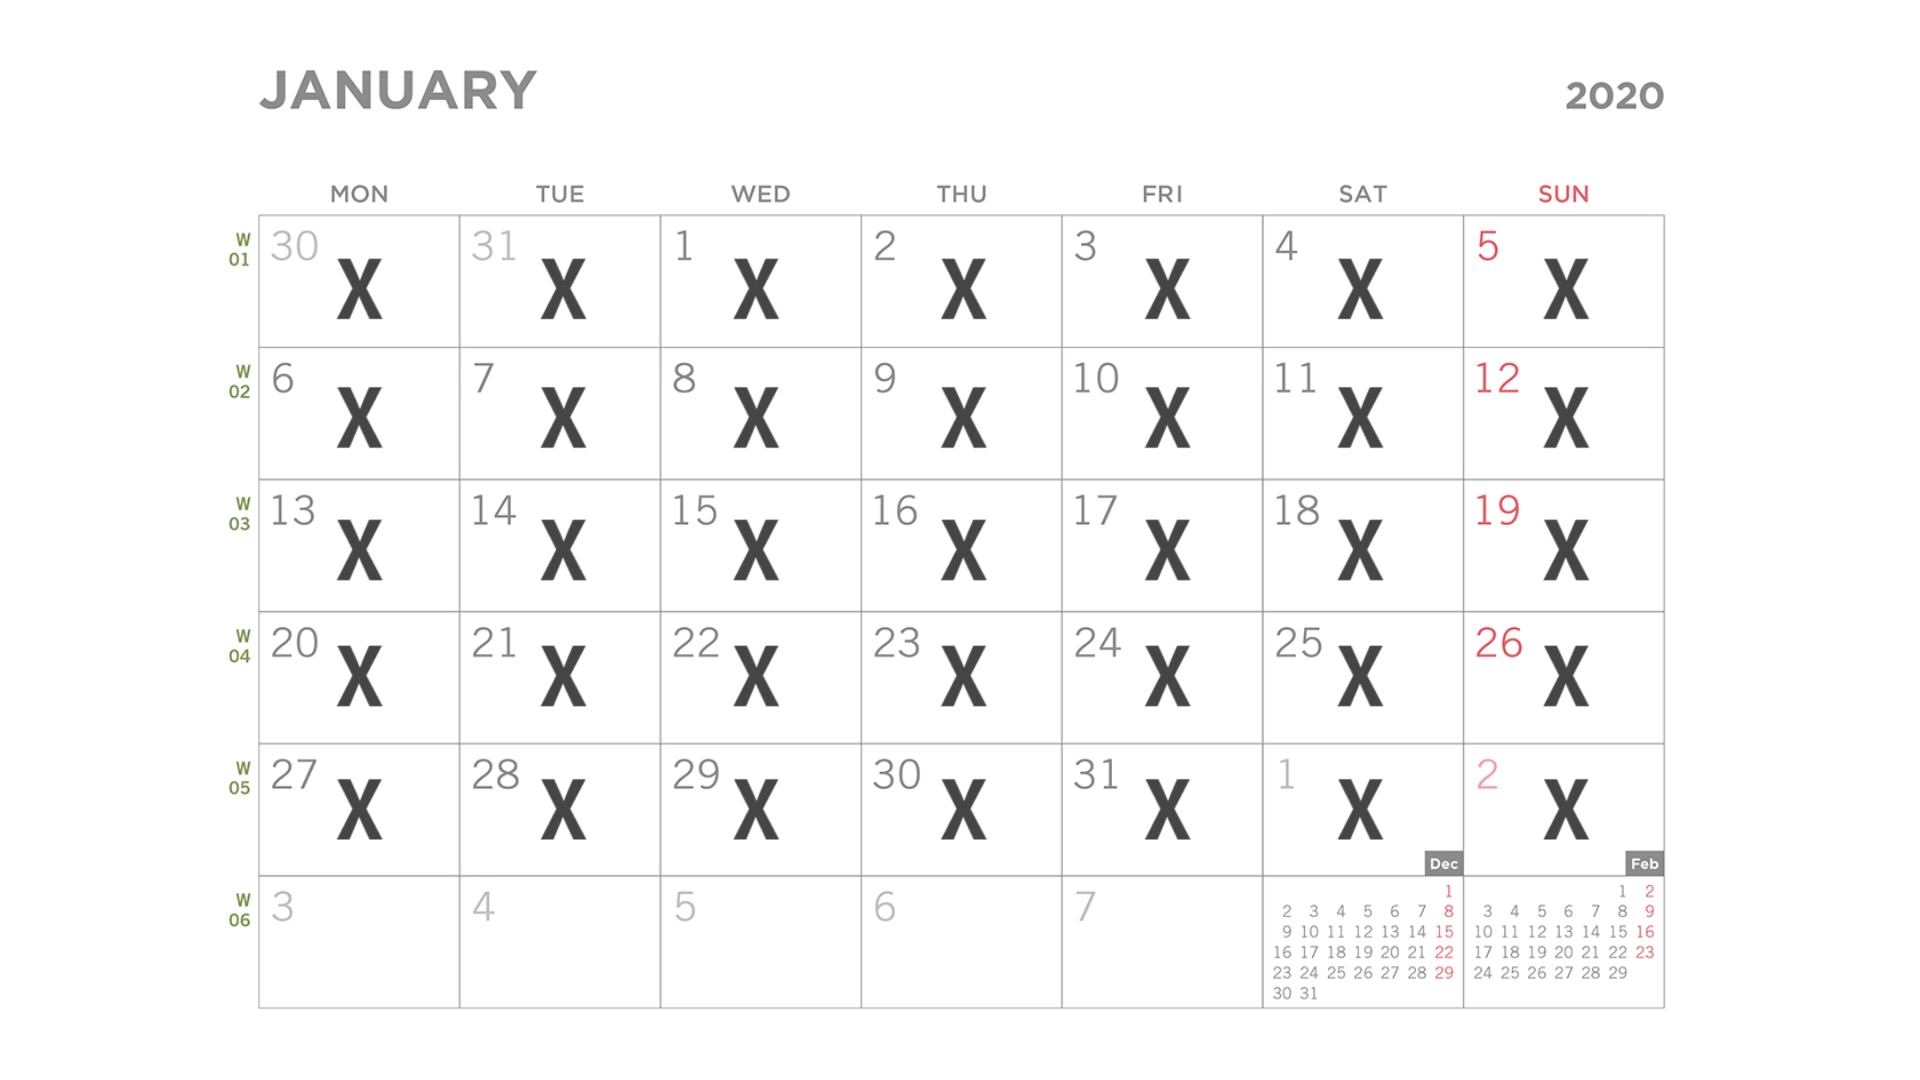 JANUARY 2020
MON TUE WED THU FRI SAT SUN
W 01 30 X 31 X 1 X 2 X 3 X 4 X 5 X
W 02 6 X 7 X 8 X 9 X 10 X 11 X 12 X
W 03 13 X 14 X 15 X 16 X 17 X 18 X 19 X
W 04 20 X 21 X 22 X 23 X 24 X 25 X 26 X
W 05 27 X 28 X 29 X 30 X 31 X 1 X 2 X
W 06 3 4 5 6 7
Dec
1
2 3 4 5 6 7 8
9 10 11 12 13 14 15
16 17 18 19 20 21 22
23 24 25 26 27 28 29
30 31
Feb
1 2
3 4 5 6 7 8 9
10 11 12 13 14 15 16
17 18 19 20 21 22 23
24 25 26 27 28 29